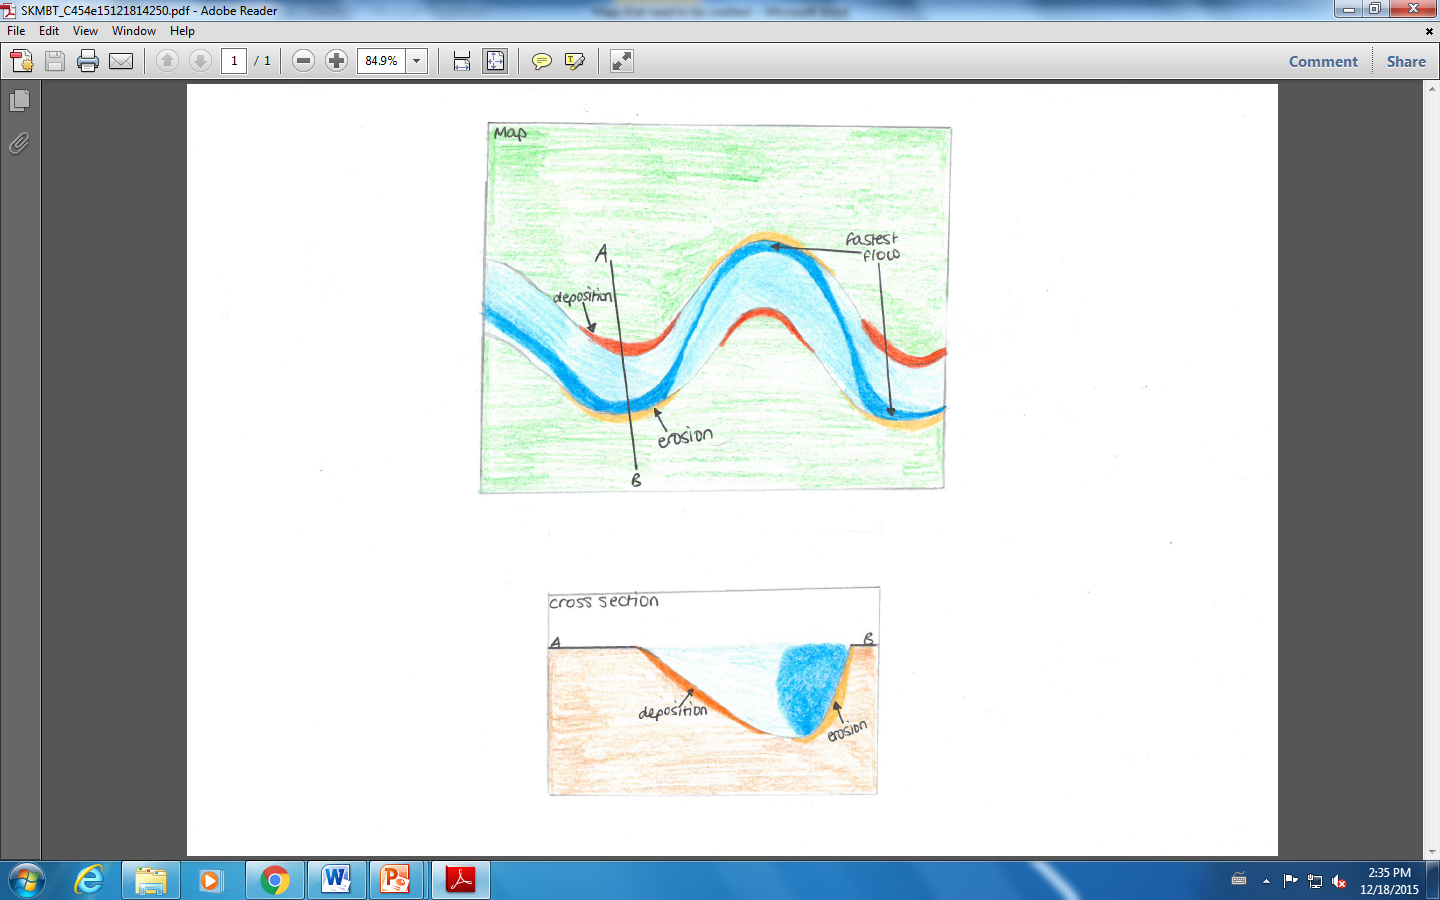 SKMBT_C454e15121814250.pdf - Adobe Reader
File Edit View Window Help
1 / 1 84.9% Comment Share
Map
A
fastest
flow
deposition
erosion
B
cross section
A B
deposition
erosion
2:35 PM
12/18/2015